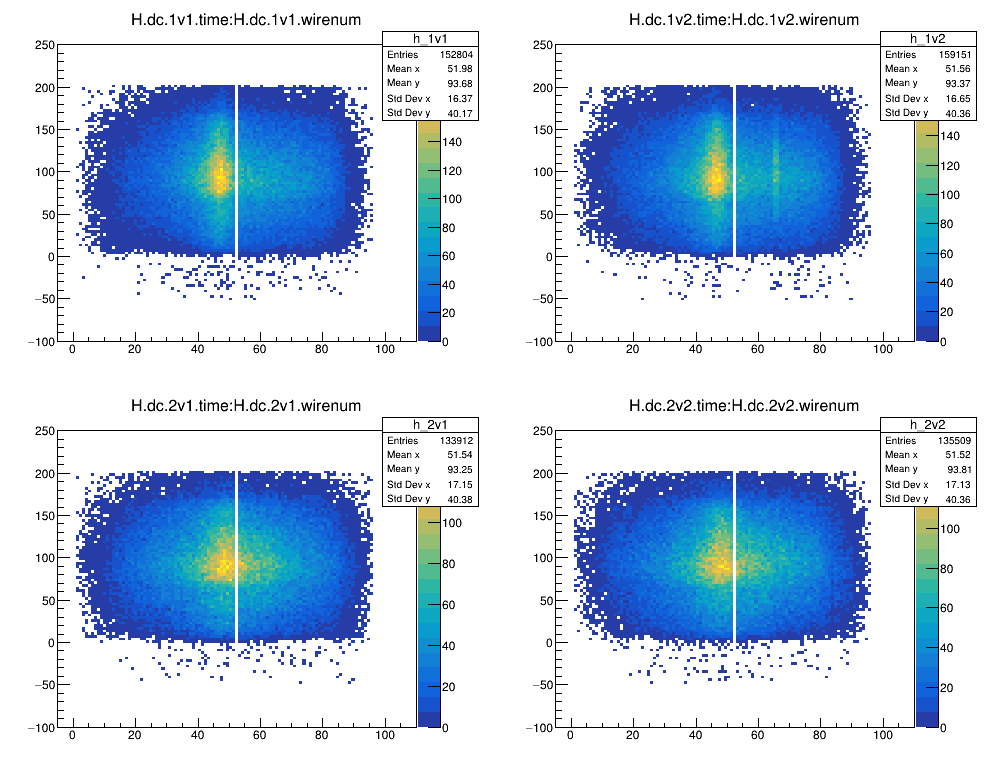 H.dc.1v1.time:H.dc.1v1.wirenum
h_1v1
Entries 152804
Mean x 51.98
Mean y 93.68
Std Dev x 16.37
Std Dev y 40.17
250
200
150
100
50
0
−50
−100
0 20 40 60 80 100
140
120
100
80
60
40
20
0
H.dc.1v2.time:H.dc.1v2.wirenum
h_1v2
Entries 159151
Mean x 51.56
Mean y 93.37
Std Dev x 16.65
Std Dev y 40.36
250
200
150
100
50
0
−50
−100
0 20 40 60 80 100
140
120
100
80
60
40
20
0
H.dc.2v1.time:H.dc.2v1.wirenum
h_2v1
Entries 133912
Mean x 51.54
Mean y 93.25
Std Dev x 17.15
Std Dev y 40.38
250
200
150
100
50
0
−50
−100
0 20 40 60 80 100
100
80
60
40
20
0
H.dc.2v2.time:H.dc.2v2.wirenum
h_2v2
Entries 135509
Mean x 51.52
Mean y 93.81
Std Dev x 17.13
Std Dev y 40.36
250
200
150
100
50
0
−50
−100
0 20 40 60 80 100
100
80
60
40
20
0